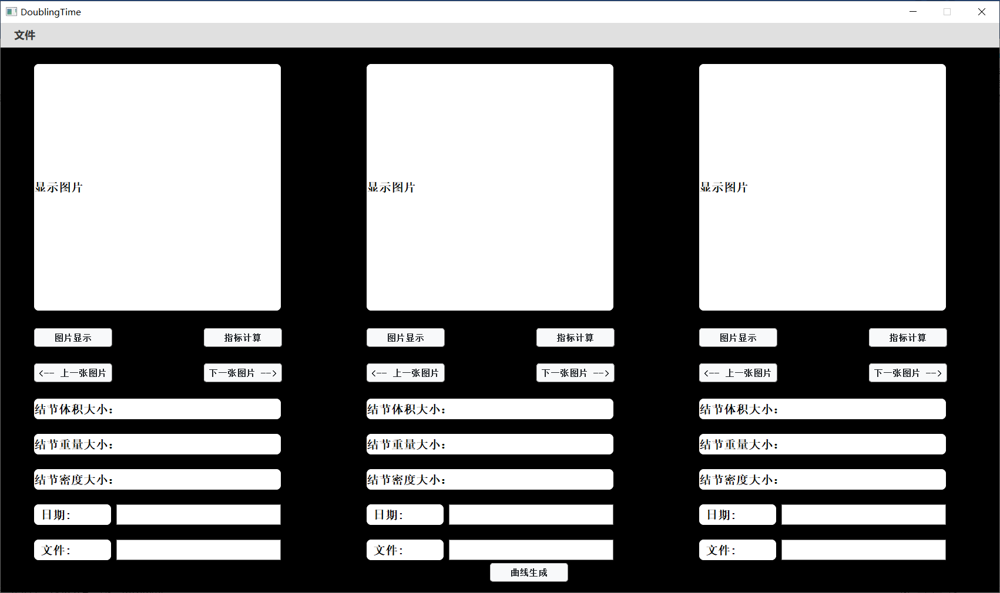 DoublingTime
文件
显示图片 显示图片 显示图片
图片显示 指标计算 图片显示 指标计算 图片显示 指标计算
<-- 上一张图片 下一张图片 --> <-- 上一张图片 下一张图片 --> <-- 上一张图片 下一张图片 -->
结节体积大小: 结节体积大小: 结节体积大小:
结节重量大小: 结节重量大小: 结节重量大小:
结节密度大小: 结节密度大小: 结节密度大小:
日期: 日期: 日期:
文件: 文件: 文件:
曲线生成